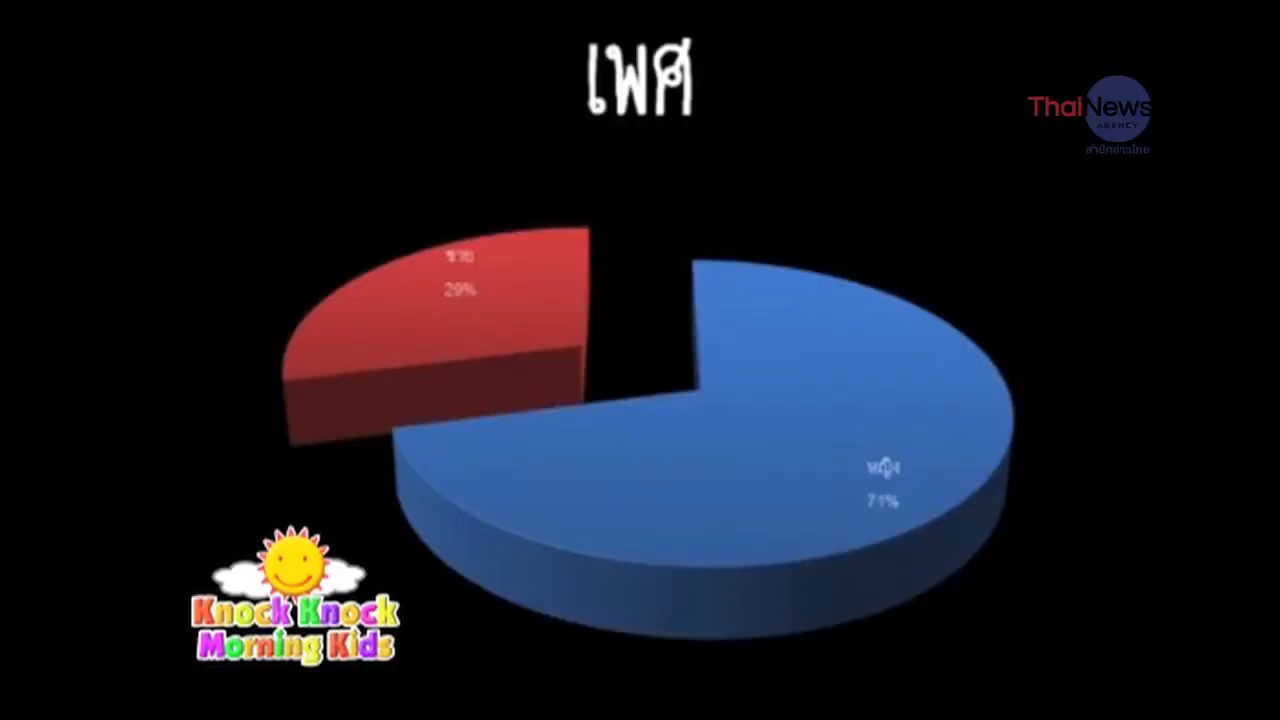 เพศ
ThaiNews
AGENCY
สำนักข่าวไทย
ชาย
29%
หญิง
71%
Knock Knock
Morning Kids